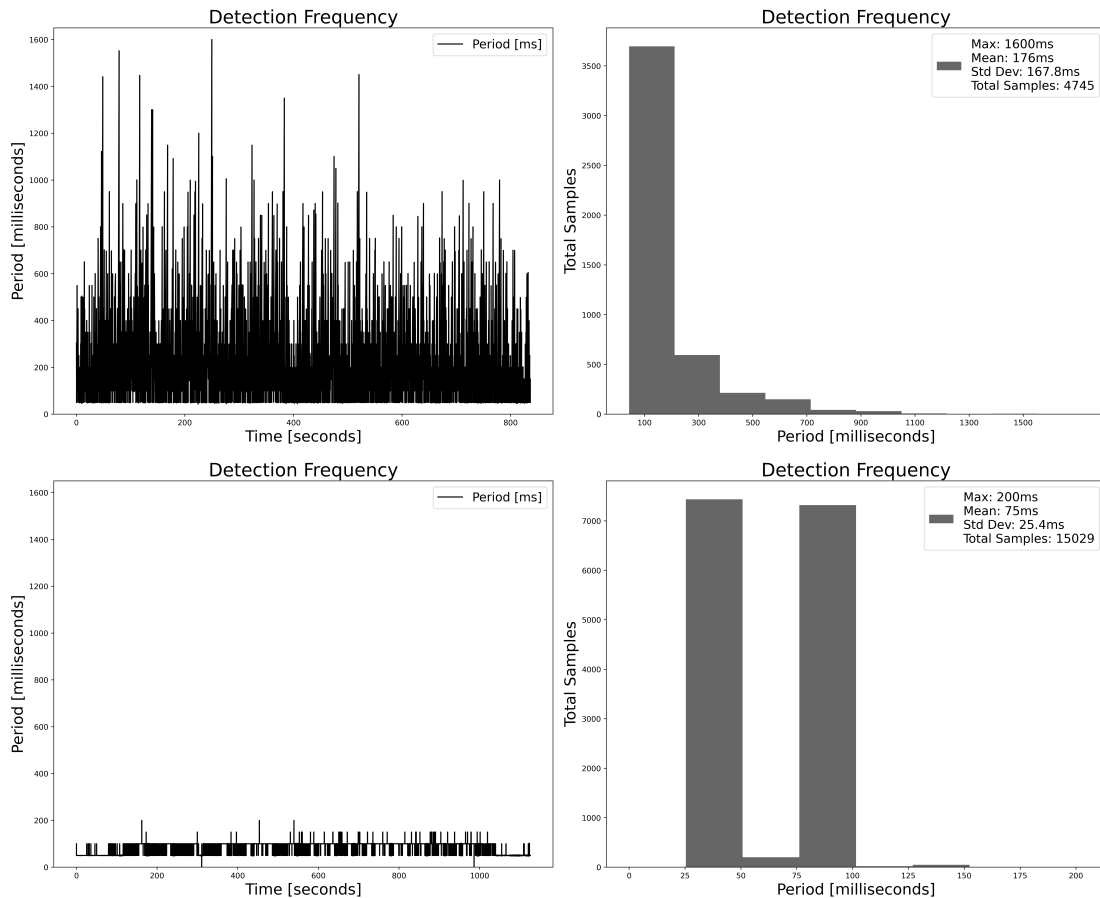 Detection Frequency
Period [ms]
Period [milliseconds]
1600
1400
1200
1000
800
600
400
200
0
0 200 400 600 800
Time [seconds]
Detection Frequency
Max: 1600ms
Mean: 176ms
Std Dev: 167.8ms
Total Samples: 4745
Total Samples
3500
3000
2500
2000
1500
1000
500
0
100 300 500 700 900 1100 1300 1500
Period [milliseconds]
Detection Frequency
Period [ms]
Period [milliseconds]
1600
1400
1200
1000
800
600
400
200
0
0 200 400 600 800 1000
Time [seconds]
Detection Frequency
Max: 200ms
Mean: 75ms
Std Dev: 25.4ms
Total Samples: 15029
Total Samples
7000
6000
5000
4000
3000
2000
1000
0
0 25 50 75 100 125 150 175 200
Period [milliseconds]